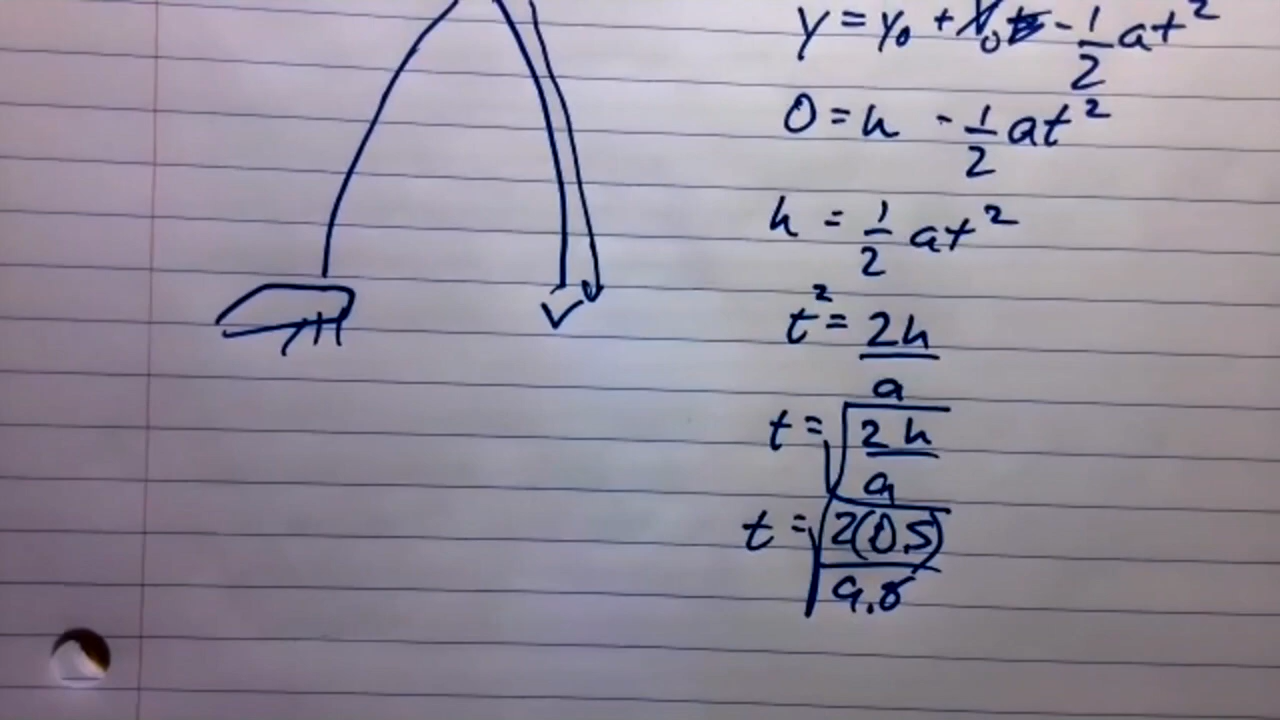 y = y₀ + V₀t - 1/2 at²
0 = h - 1/2 at²
h = 1/2 at²
t² = 2h/a
t = √(2h/a)
t = √(2(0.5)/9.8)